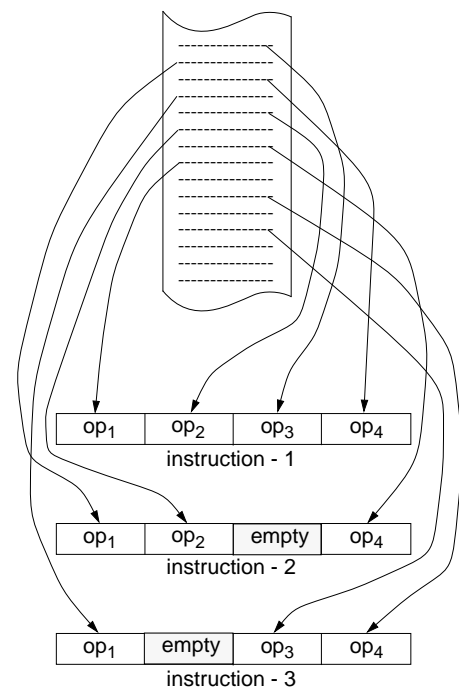 op1 op2 op3 op4
instruction - 1
op1 op2 empty op4
instruction - 2
op1 empty op3 op4
instruction - 3